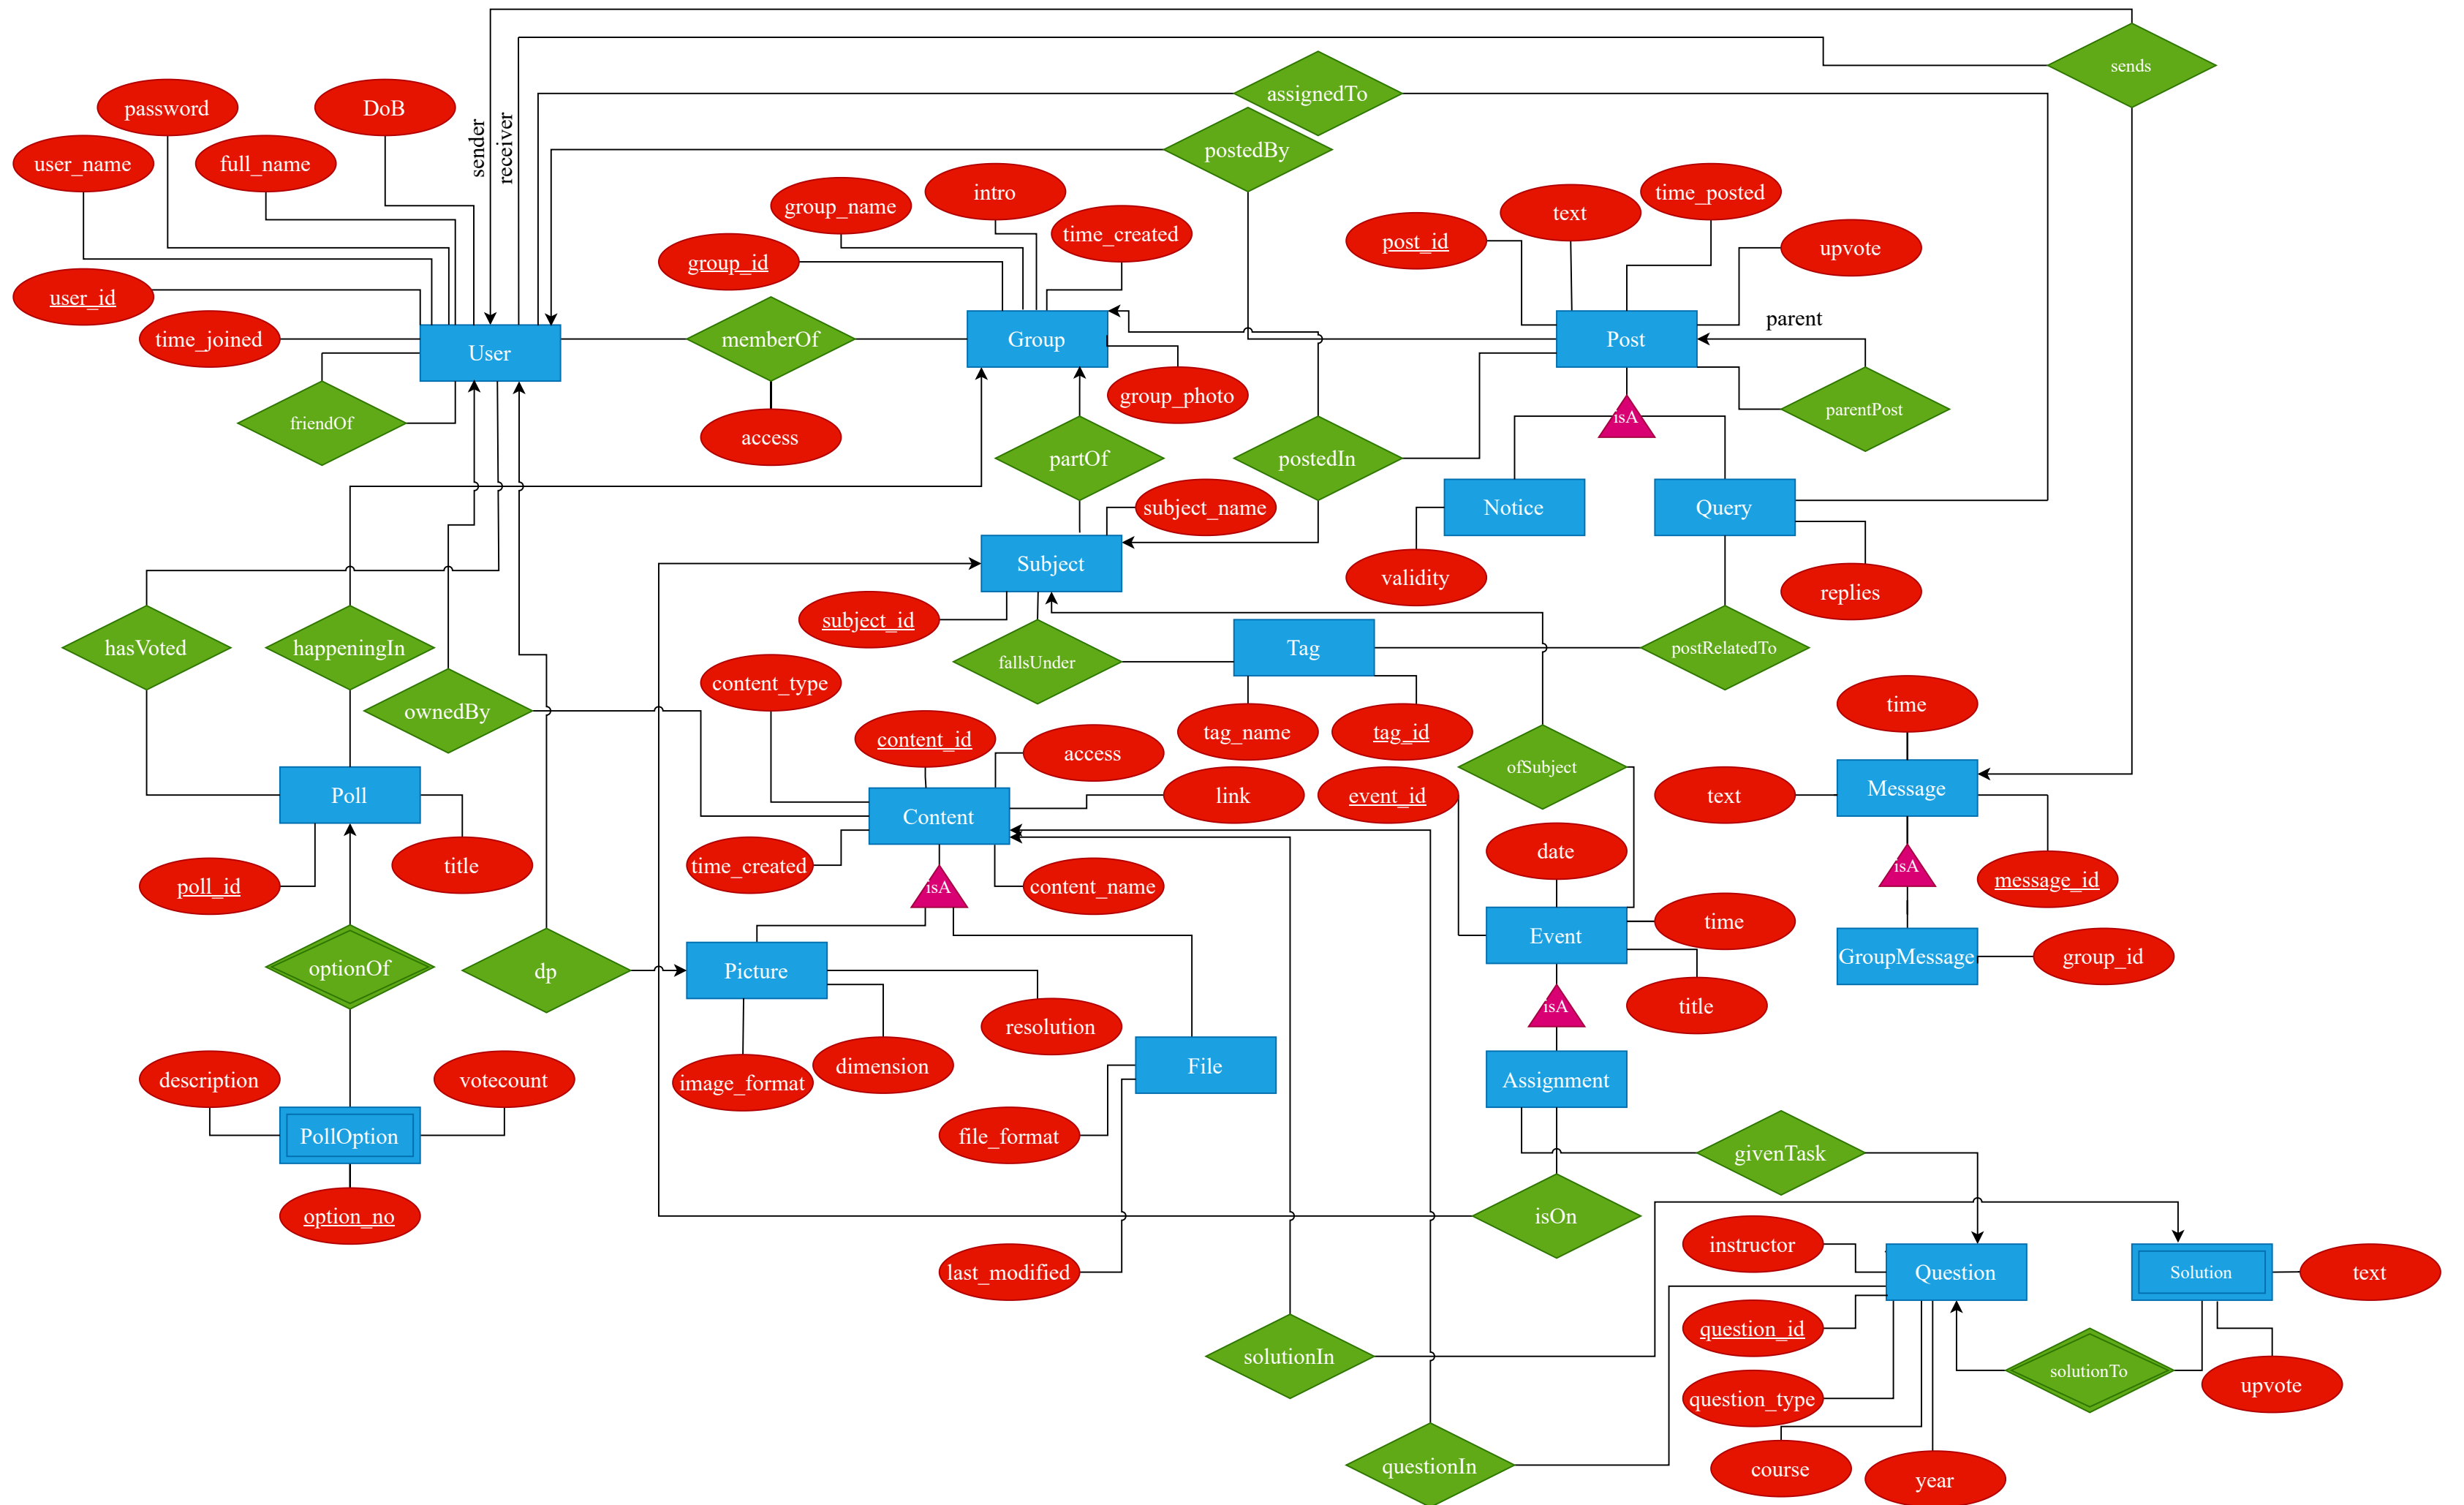 sends
assignedTo
password
DoB
sender
receiver
postedBy
user_name
full_name
group_name
intro
time_created
text
time_posted
post_id
upvote
group_id
user_id
time_joined
User
memberOf
Group
Post
parent
group_photo
isA
parentPost
friendOf
access
partOf
postedIn
subject_name
Notice
Query
Subject
validity
replies
subject_id
hasVoted
happeningIn
fallsUnder
Tag
postRelatedTo
content_type
ownedBy
content_id
access
tag_name
tag_id
time
ofSubject
Poll
link
event_id
text
Message
Content
title
time_created
date
isA
message_id
poll_id
isA
content_name
time
Event
GroupMessage
group_id
optionOf
dp
Picture
title
isA
resolution
File
description
votecount
image_format
dimension
Assignment
PollOption
file_format
givenTask
option_no
isOn
instructor
last_modified
Question
Solution
text
question_id
solutionIn
solutionTo
upvote
question_type
questionIn
course
year